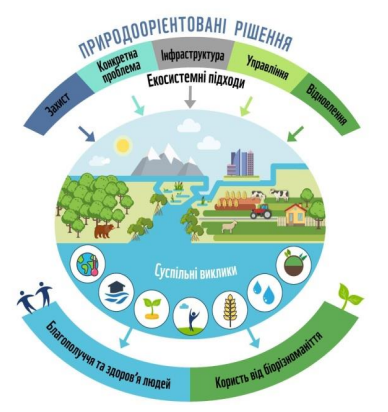 ПРИРОДООРІЄНТОВАНІ РІШЕННЯ
Захист
Конкретна
проблема
Інфраструктура
Управління
Відновлення
Екосистемні підходи
Суспільні виклики
Благополуччя та здоров'я людей
Користь від біорізноманіття